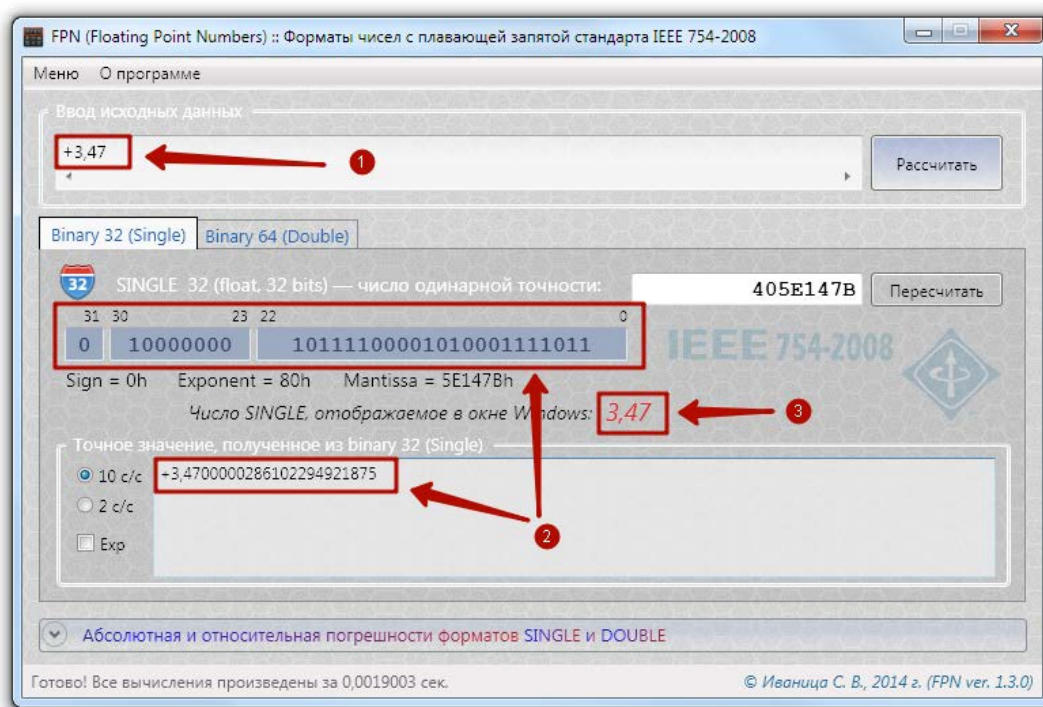 FPN (Floating Point Numbers) :: Форматы чисел с плавающей запятой стандарта IEEE 754-2008
Меню О программе
Ввод исходных данных
+3,47
1
Рассчитать
Binary 32 (Single) Binary 64 (Double)
32 SINGLE 32 (float, 32 bits) — число одинарной точности: 405E147B Пересчитать
31 30 23 22 0
0 10000000 10111100001010001111011
IEEE 754-2008
Sign = 0h Exponent = 80h Mantissa = 5E147Bh
Число SINGLE, отображаемое в окне Windows: 3,47 3
Точное значение, полученное из binary 32 (Single)
10 с/с +3,4700000286102294921875
2 с/с
2
Exp
Абсолютная и относительная погрешности форматов SINGLE и DOUBLE
Готово! Все вычисления произведены за 0,0019003 сек. © Иваница С. В., 2014 г. (FPN ver. 1.3.0)